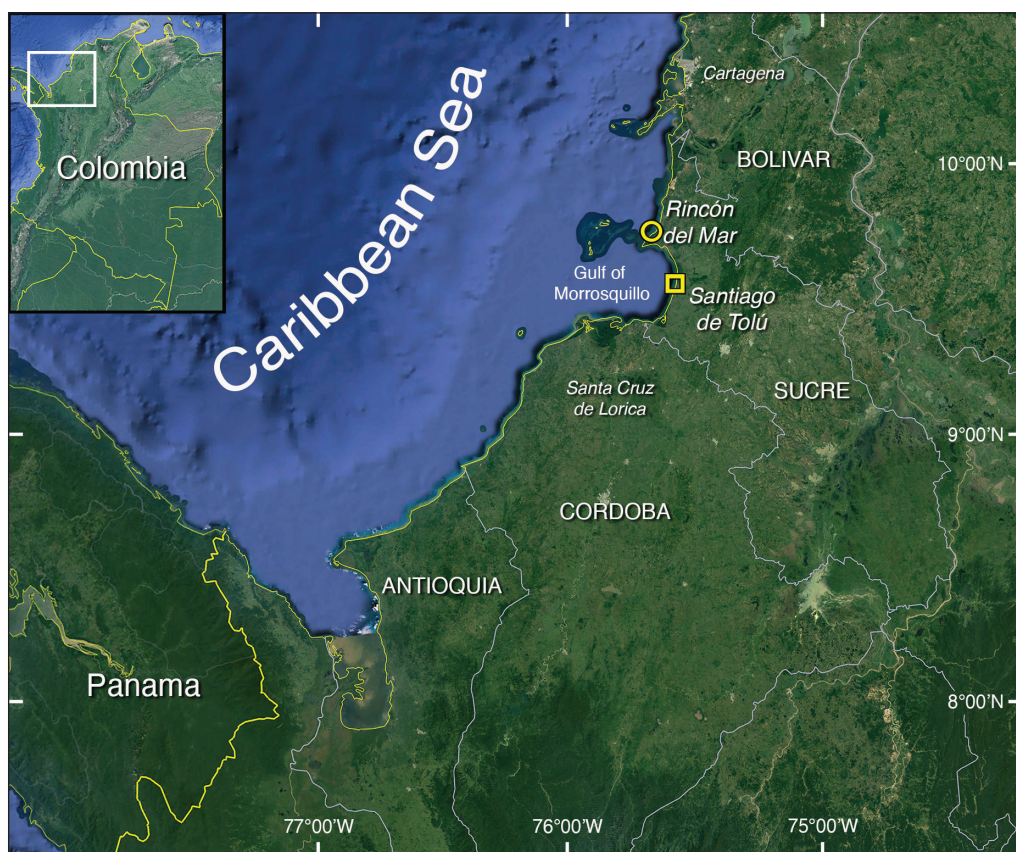 Colombia
Caribbean Sea
Cartagena
BOLIVAR
10°00'N
Rincón
del Mar
Gulf of
Morrosquillo
Santiago
de Tolú
Santa Cruz
de Lorica
SUCRE
9°00'N
CORDOBA
ANTIOQUIA
Panama
8°00'N
77°00'W
76°00'W
75°00'W